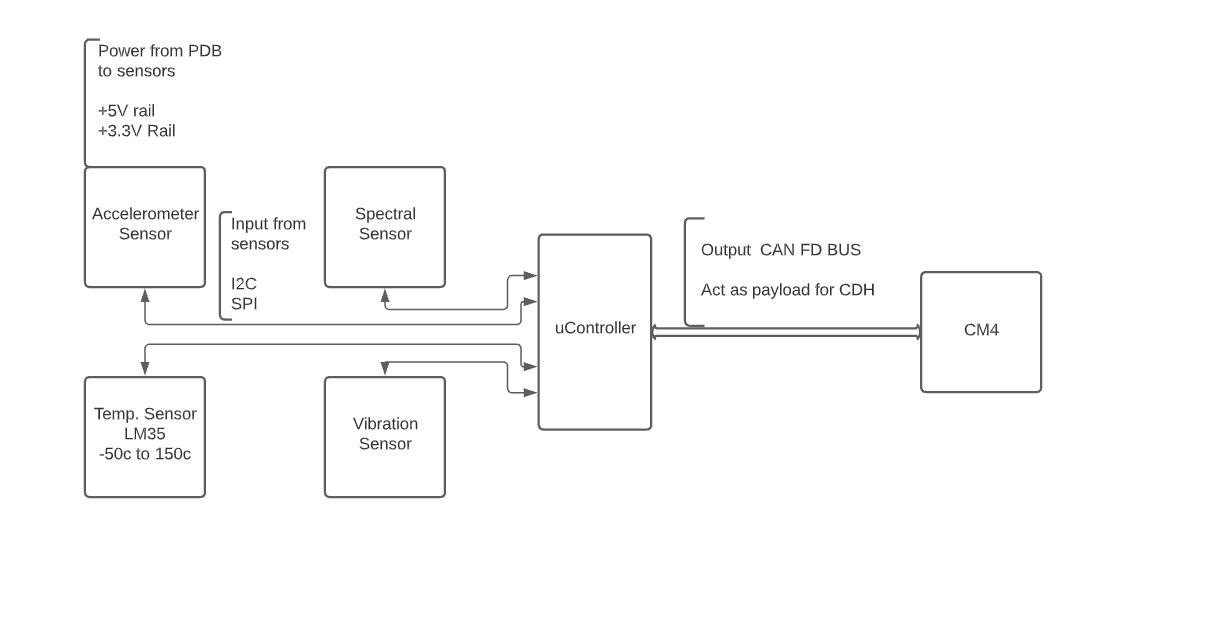 Power from PDB
to sensors
+5V rail
+3.3V Rail
Accelerometer
Sensor
Input from
sensors
I2C
SPI
Spectral
Sensor
uController
Output  CAN FD BUS
Act as payload for CDH
CM4
Temp. Sensor
LM35
-50c to 150c
Vibration
Sensor